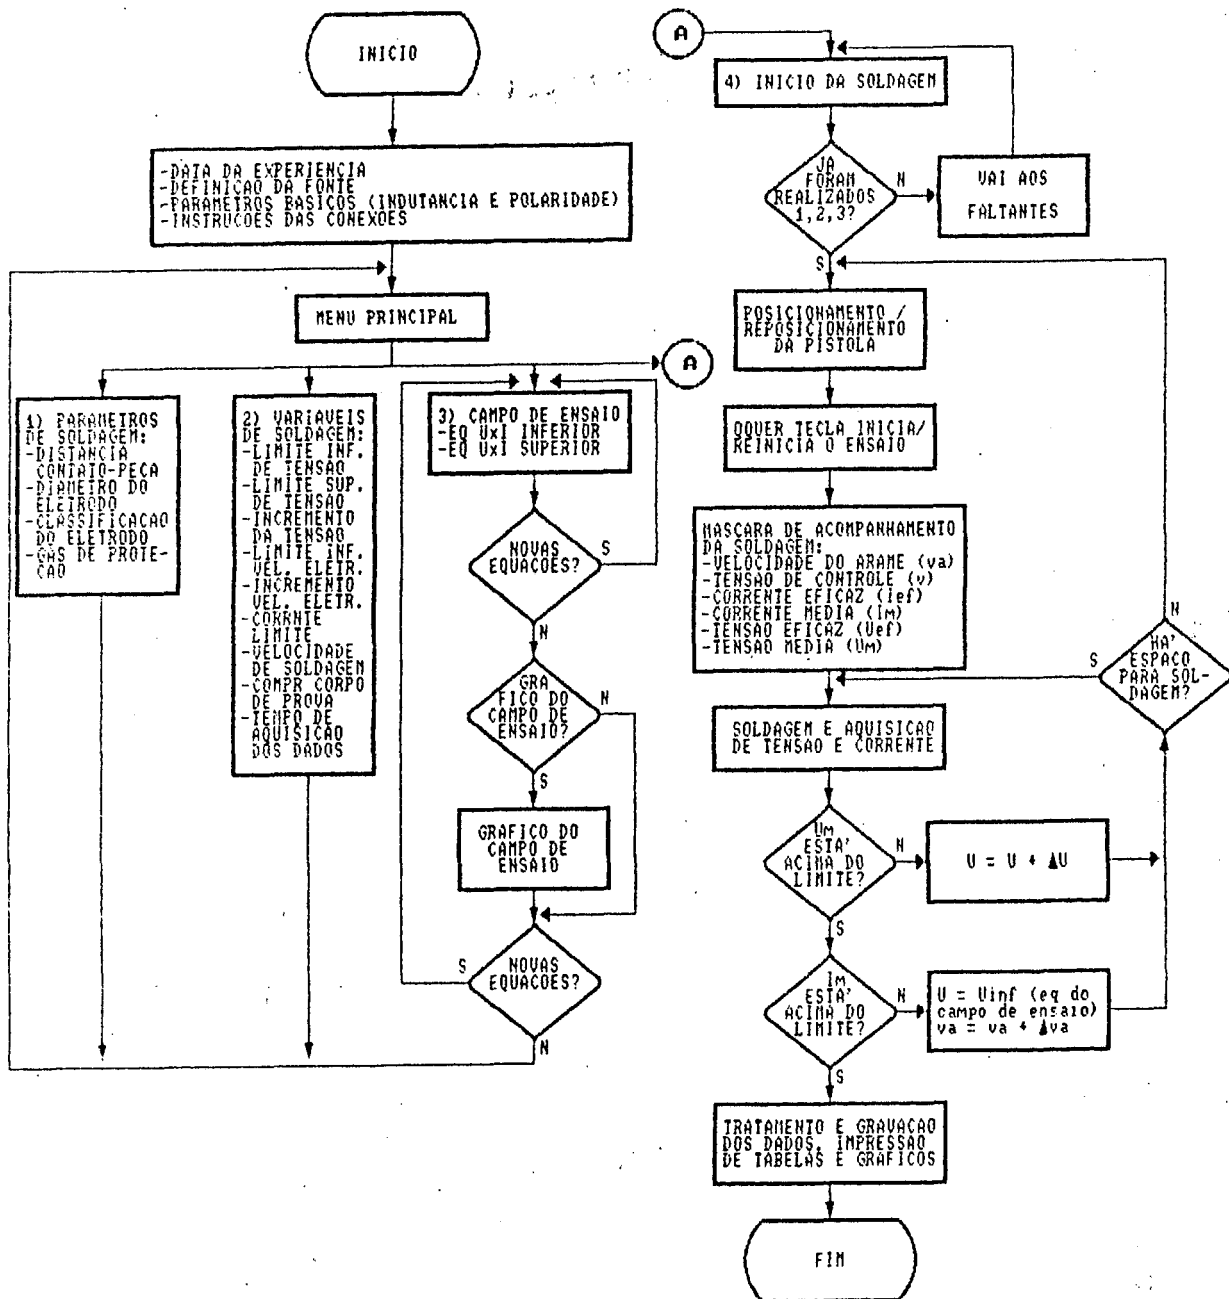 INICIO
-DATA DA EXPERIENCIA
-DEFINICAO DA FONTE
-PARAMETROS BASICOS (INDUTANCIA E POLARIDADE)
-INSTRUCOES DAS CONEXOES
MENU PRINCIPAL
A
1) PARAMETROS
DE SOLDAGEM:
-DISTANCIA
CONTATO-PECA
-DIAMETRO DO
ELETRODO
-CLASSIFICACAO
DO ELETRODO
-GAS DE PROTE-
CAO
2) VARIAVEIS
DE SOLDAGEM:
-LIMITE INF.
DE TENSAO
-LIMITE SUP.
DE TENSAO
-INCREMENTO
DA TENSAO
-LIMITE INF.
VEL. ELETR.
-INCREMENTO
VEL. ELETR.
-CORRNTE
LIMITE
-VELOCIDADE
DE SOLDAGEM
-COMPR CORPO
DE PROVA
-TEMPO DE
AQUISICAO
DOS DADOS
3) CAMPO DE ENSAIO
-EQ UxI INFERIOR
-EQ UxI SUPERIOR
NOVAS
EQUACOES?
S
N
GRA
FICO DO
CAMPO DE
ENSAIO?
N
S
GRAFICO DO
CAMPO DE
ENSAIO
NOVAS
EQUACOES?
S
N
A
4) INICIO DA SOLDAGEM
JA
FORAM
REALIZADOS
1,2,3?
N
VAI AOS
FALTANTES
S
POSICIONAMENTO /
REPOSICIONAMENTO
DA PISTOLA
QQUER TECLA INICIA/
REINICIA O ENSAIO
MASCARA DE ACOMPANHAMENTO
DA SOLDAGEM:
-VELOCIDADE DO ARAME (va)
-TENSAO DE CONTROLE (v)
-CORRENTE EFICAZ (Ief)
-CORRENTE MEDIA (Im)
-TENSAO EFICAZ (Uef)
-TENSAO MEDIA (Um)
N
HA'
ESPACO
PARA SOL-
DAGEM?
S
SOLDAGEM E AQUISICAO
DE TENSAO E CORRENTE
Um
ESTA'
ACIMA DO
LIMITE?
N
U = U + ΔU
S
Im
ESTA'
ACIMA DO
LIMITE?
N
U = Uinf (eq do
campo de ensaio)
va = va + Δva
S
TRATAMENTO E GRAVACAO
DOS DADOS, IMPRESSAO
DE TABELAS E GRAFICOS
FIM